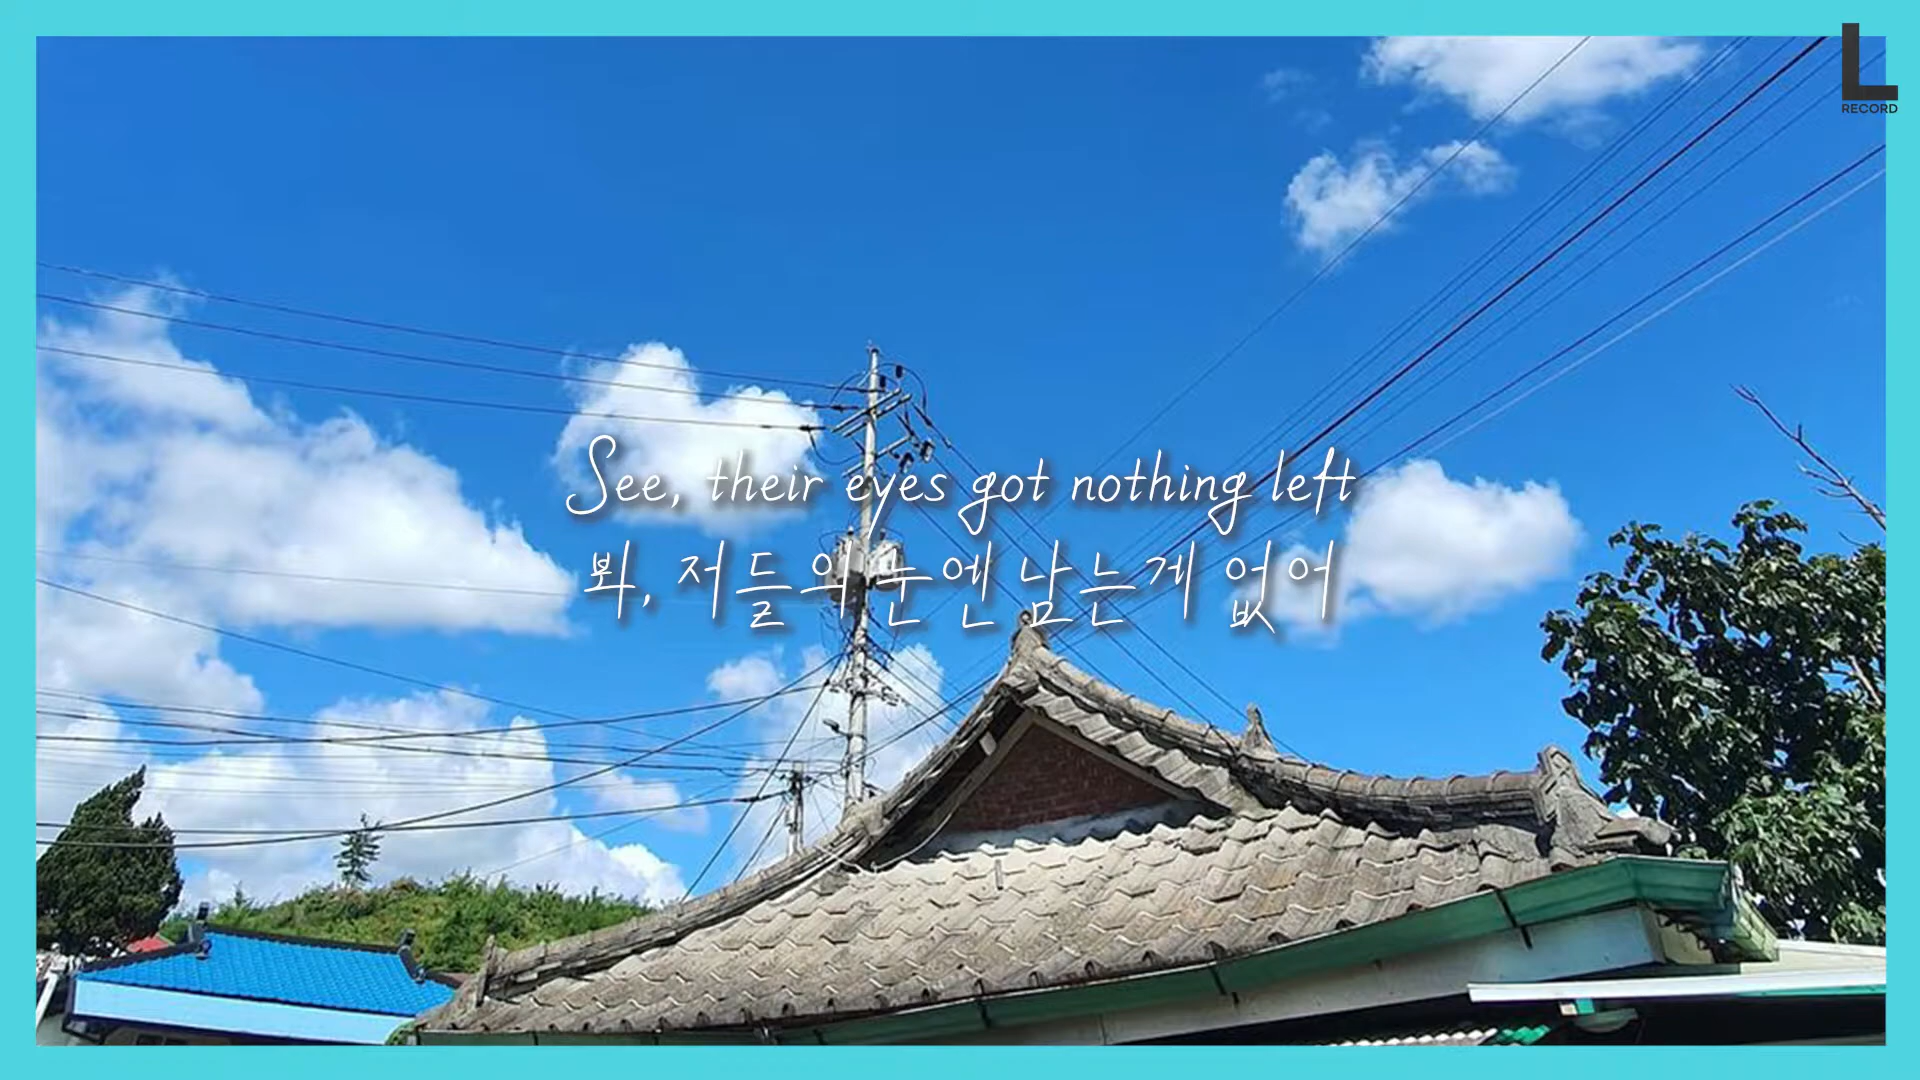 L
RECORD
See, their eyes got nothing left
봐, 저들의 눈엔 남는게 없어